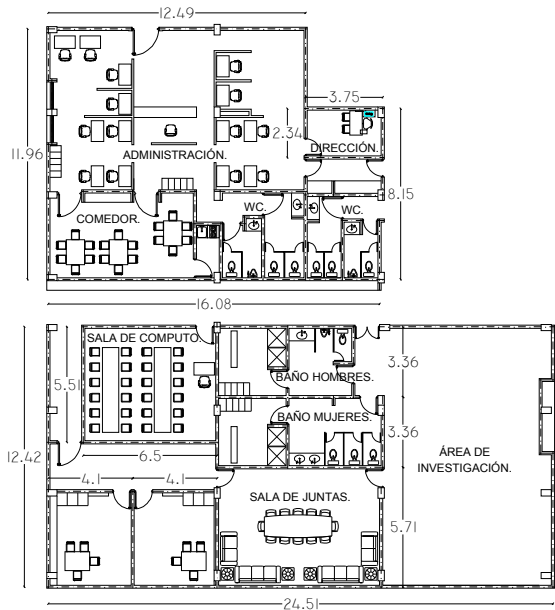 12.49
3.75
2.34
DIRECCIÓN.
11.96
ADMINISTRACIÓN.
8.15
COMEDOR.
WC.
WC.
16.08
SALA DE COMPUTO.
5.51
3.36
BAÑO HOMBRES.
BAÑO MUJERES.
3.36
12.42
6.5
ÁREA DE
INVESTIGACIÓN.
4.1
4.1
SALA DE JUNTAS.
5.71
24.51